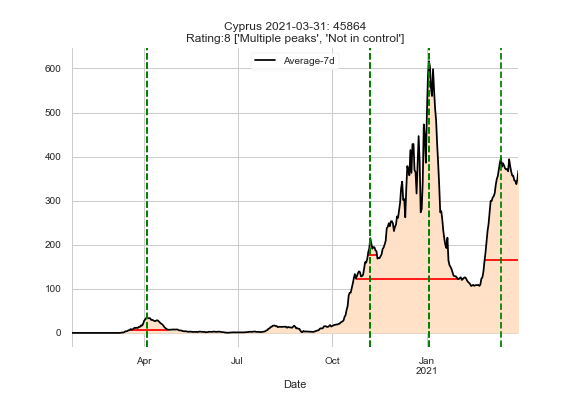 Cyprus 2021-03-31: 45864
Rating:8 ['Multiple peaks', 'Not in control']
Average-7d
600
500
400
300
200
100
0
Apr
Jul
Oct
Jan
2021
Date